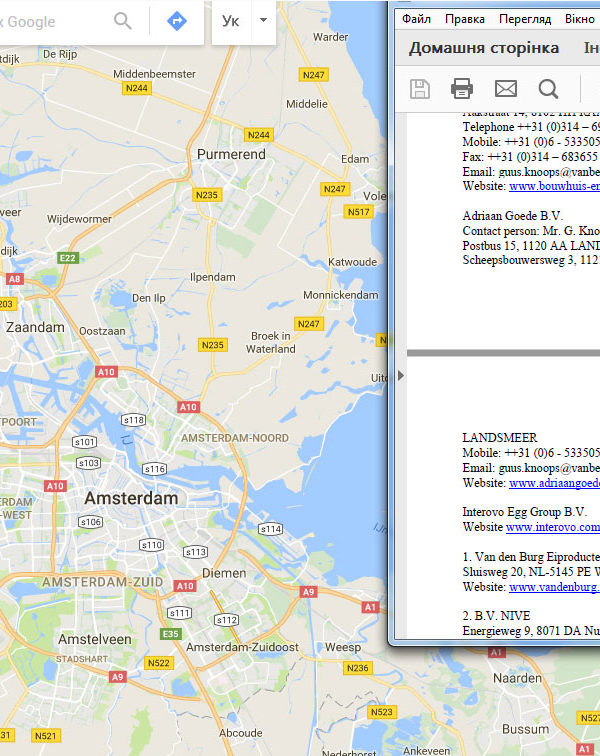 Google
Ук
De Rijp
Warder
Middenbeemster
N244
N247
Middelie
N244
Purmerend
Edam
N235
N247
N517
Wijdewormer
E22
Katwoude
A8
Ilpendam
Monnickendam
Den Ilp
Zaandam
Oostzaan
N247
N235
Broek in
Waterland
A10
A10
s118
s101
AMSTERDAM-NOORD
s103
s116
A10
Amsterdam
s106
s114
s110
s113
Diemen
AMSTERDAM-ZUID
A10
A9
s111
s112
A1
E35
Amstelveen
Amsterdam-Zuidoost
Weesp
STADSHART
N522
N236
A9
A1
Naarden
N523
N521
Abcoude
Bussum
A1
Ankeveen
Файл Правка Перегляд Вікно
Домашня сторінка
Telephone ++31 (0)314 –
Mobile: ++31 (0)6 - 533505
Fax: ++31 (0)314 – 683655
Email: guus.knoops@vanbe
Website: www.bouwhuis-en
Adriaan Goede B.V.
Contact person: Mr. G. Kno
Postbus 15, 1120 AA LAND
Scheepsbouwersweg 3, 112
LANDSMEER
Mobile: ++31 (0)6 - 533505
Email: guus.knoops@vanbe
Website: www.adriaangoed
Interovo Egg Group B.V.
Website www.interovo.com
1. Van den Burg Eiproducte
Sluisweg 20, NL-5145 PE W
Website: www.vandenburg.
2. B.V. NIVE
Energieweg 9, 8071 DA Nu